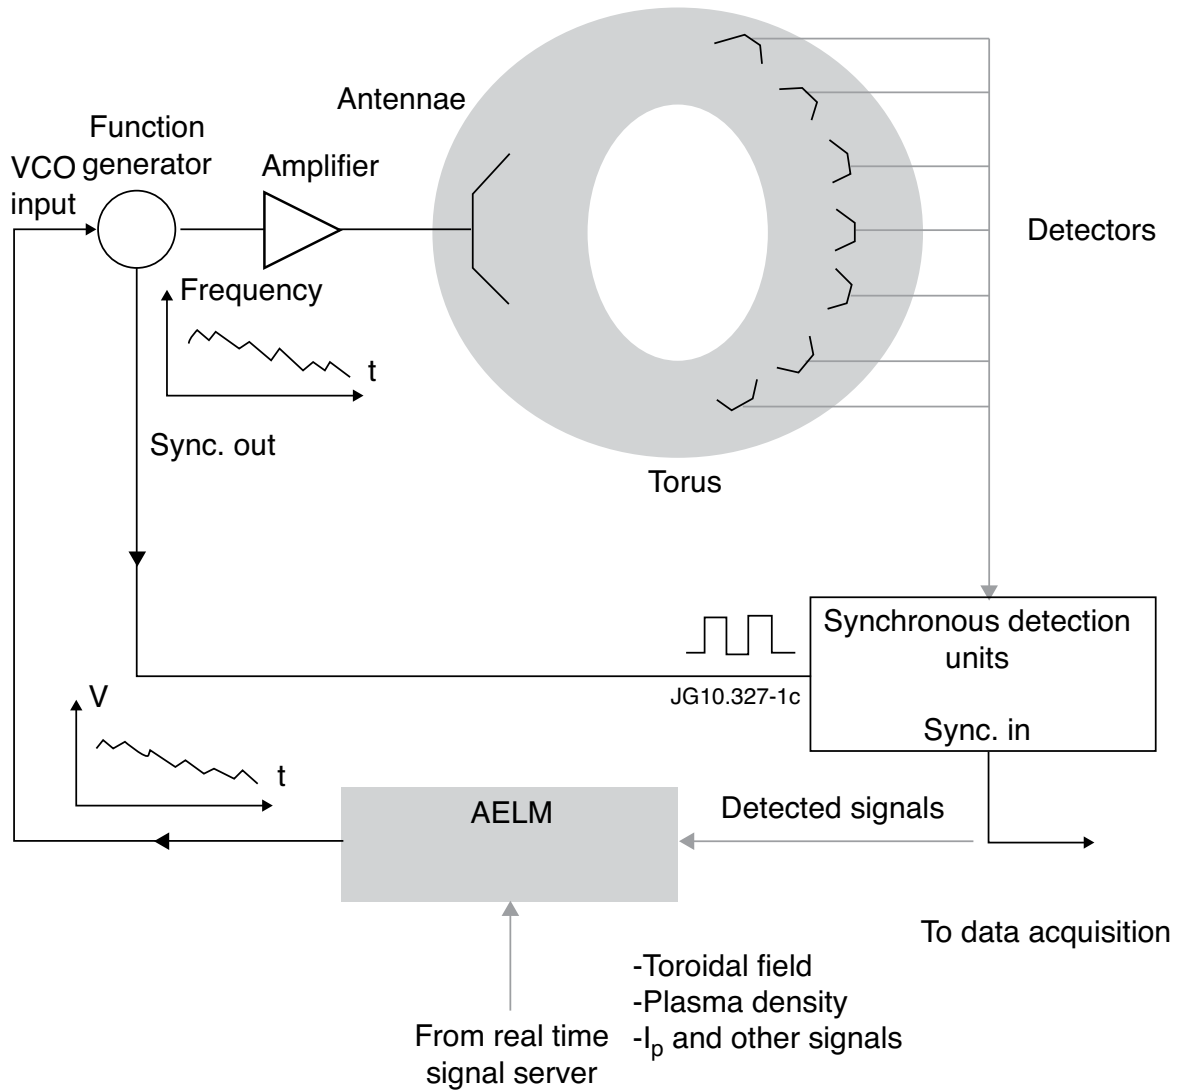 Antennae
Function
generator
VCO
input
Amplifier
Detectors
Frequency
t
Sync. out
Torus
Synchronous detection
units
JG10.327-1c
Sync. in
V
t
AELM
Detected signals
To data acquisition
-Toroidal field
-Plasma density
-Ip and other signals
From real time
signal server